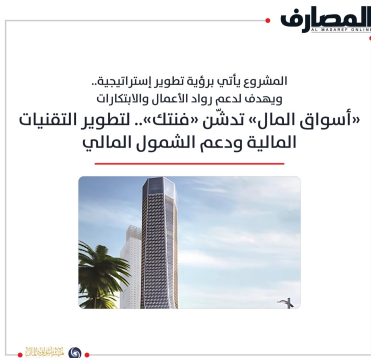 المصارف
AL MASAREF ONLINE
المشروع يأتي برؤية تطوير إستراتيجية..
ويهدف لدعم رواد الأعمال والابتكارات
«أسواق المال» تدشّن «فنتك».. لتطوير التقنيات
المالية ودعم الشمول المالي